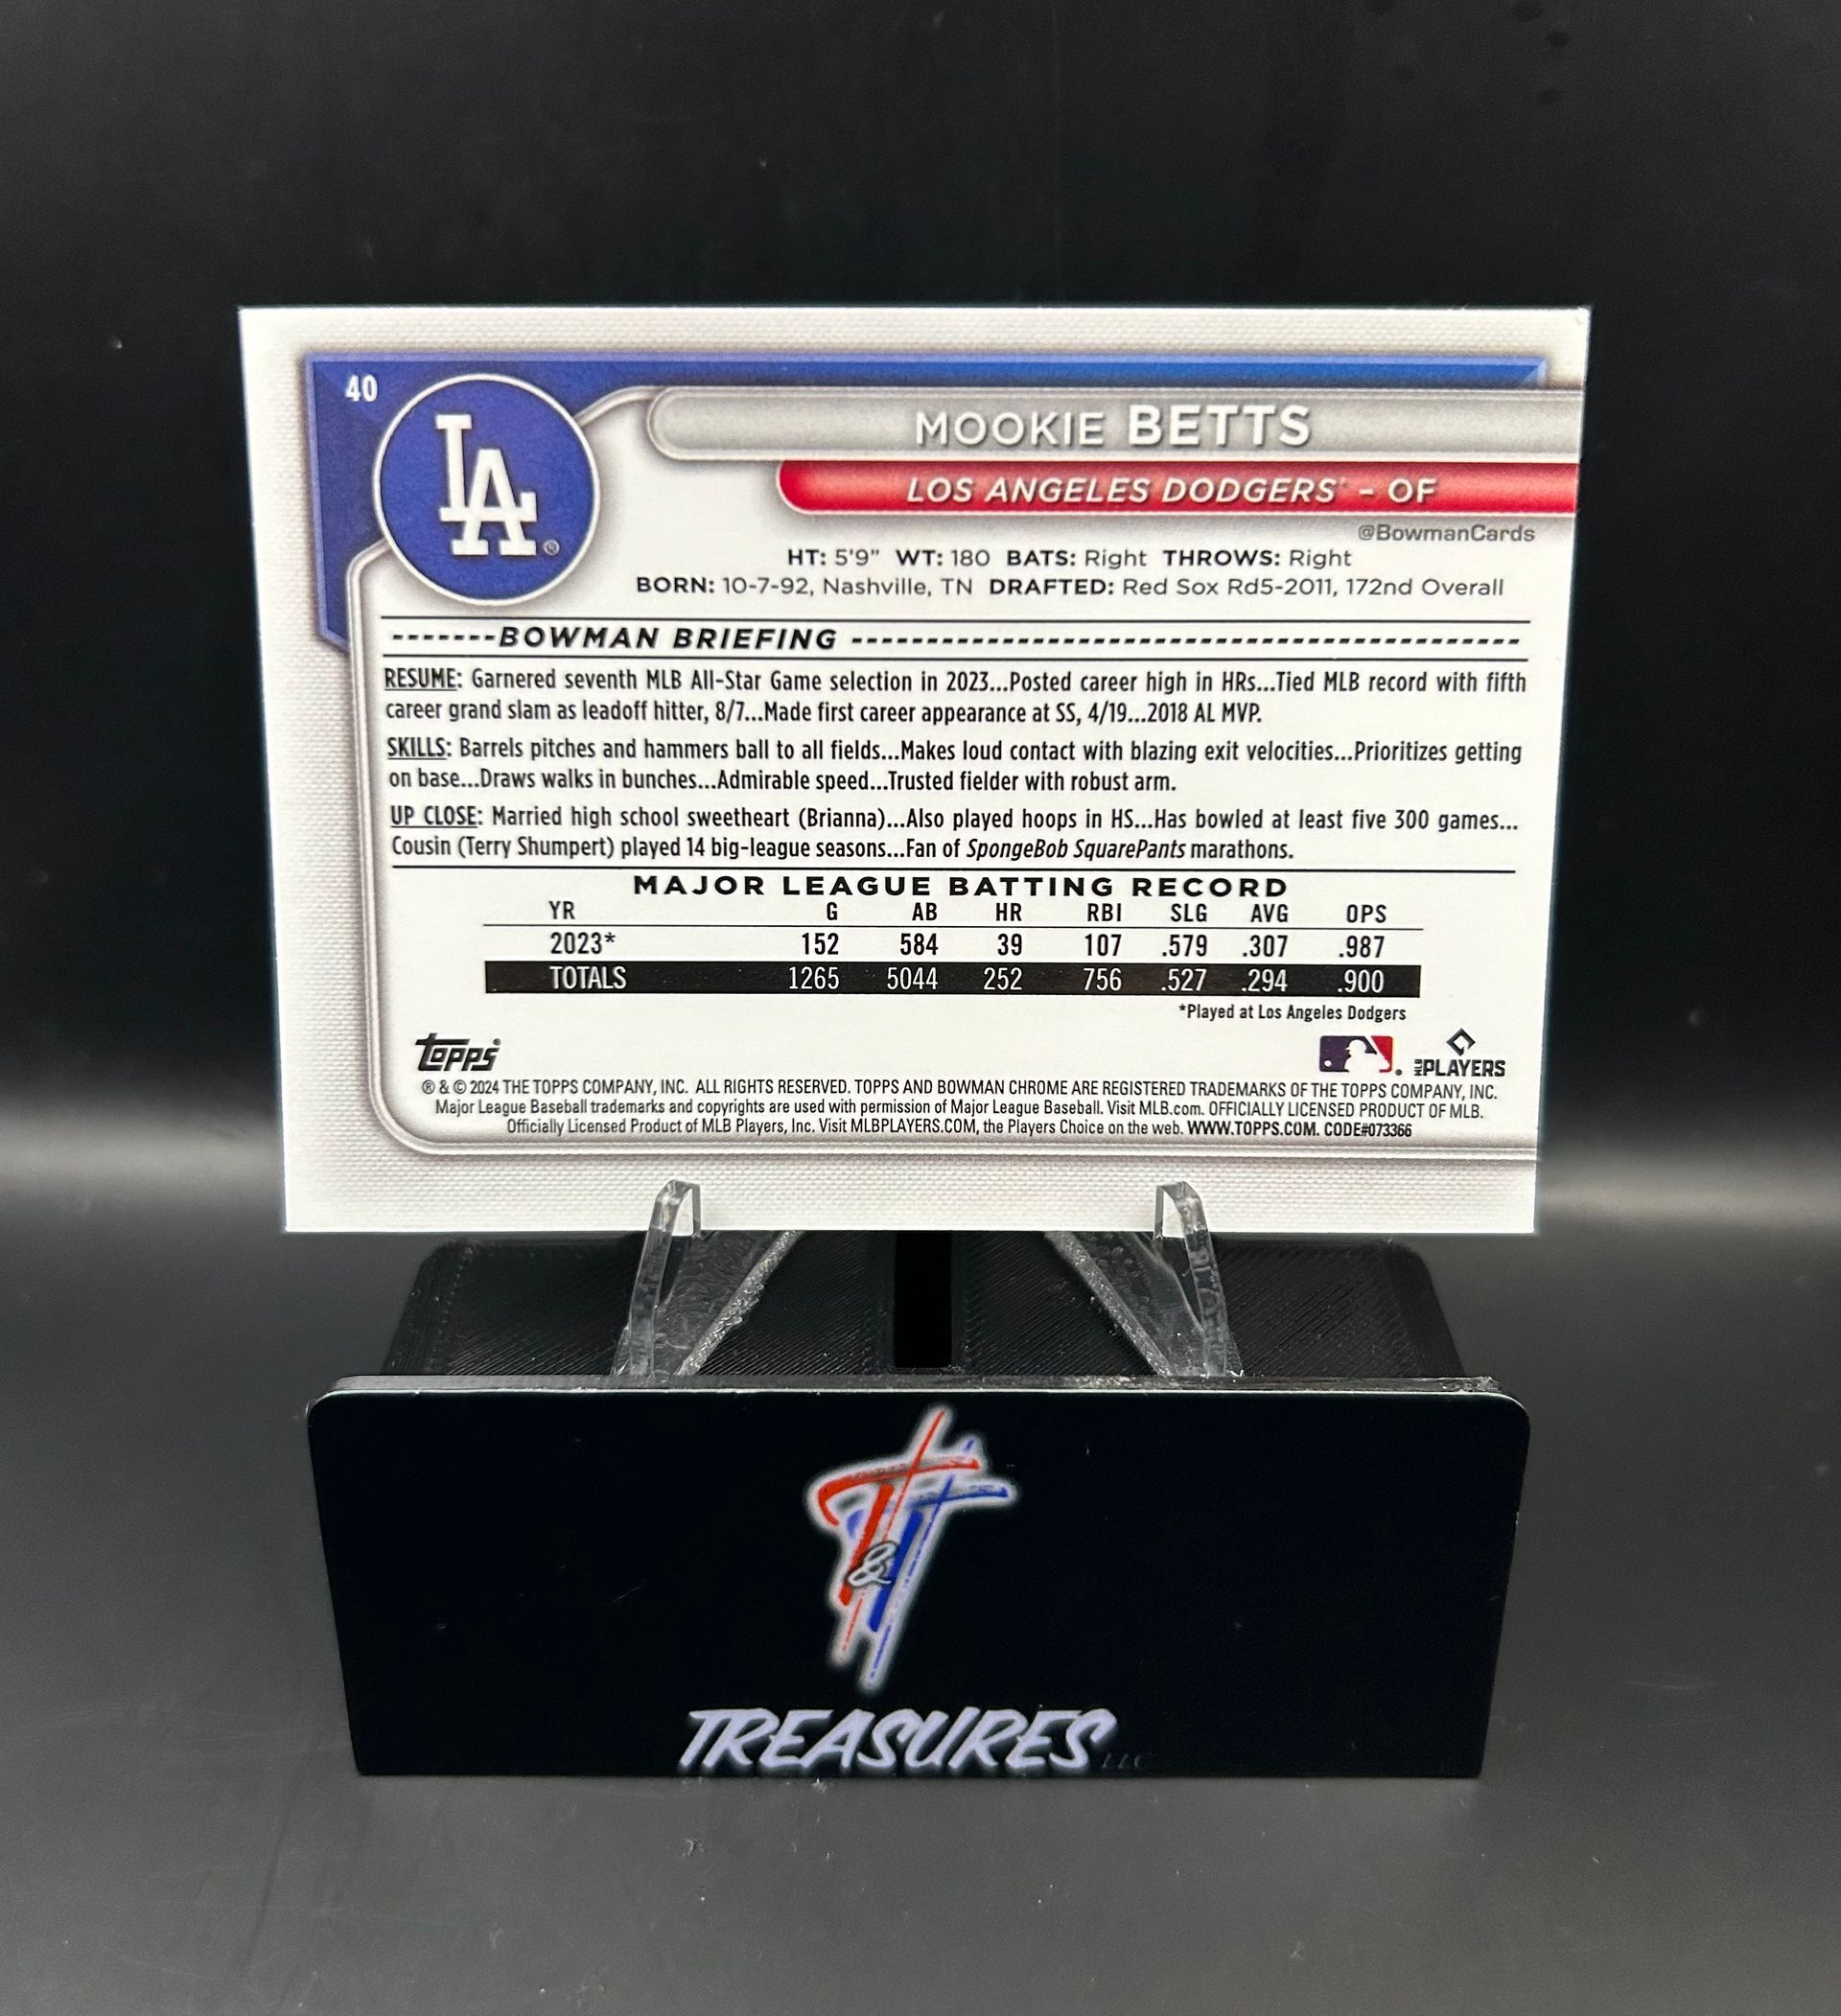 40
LA
®
MOOKIE BETTS
LOS ANGELES DODGERS® - OF
@BowmanCards
HT: 5'9" WT: 180 BATS: Right THROWS: Right
BORN: 10-7-92, Nashville, TN DRAFTED: Red Sox Rd5-2011, 172nd Overall
-------BOWMAN BRIEFING --------------------------------------------------
RESUME: Garnered seventh MLB All-Star Game selection in 2023...Posted career high in HRs...Tied MLB record with fifth
career grand slam as leadoff hitter, 8/7...Made first career appearance at SS, 4/19...2018 AL MVP.
SKILLS: Barrels pitches and hammers ball to all fields...Makes loud contact with blazing exit velocities...Prioritizes getting
on base...Draws walks in bunches...Admirable speed...Trusted fielder with robust arm.
UP CLOSE: Married high school sweetheart (Brianna)...Also played hoops in HS...Has bowled at least five 300 games...
Cousin (Terry Shumpert) played 14 big-league seasons...Fan of SpongeBob SquarePants marathons.
MAJOR LEAGUE BATTING RECORD
YR G AB HR RBI SLG AVG OPS
2023* 152 584 39 107 .579 .307 .987
TOTALS 1265 5044 252 756 .527 .294 .900
*Played at Los Angeles Dodgers
topps
MLB PLAYERS
® & © 2024 THE TOPPS COMPANY, INC. ALL RIGHTS RESERVED. TOPPS AND BOWMAN CHROME ARE REGISTERED TRADEMARKS OF THE TOPPS COMPANY, INC.
Major League Baseball trademarks and copyrights are used with permission of Major League Baseball. Visit MLB.com. OFFICIALLY LICENSED PRODUCT OF MLB.
Officially Licensed Product of MLB Players, Inc. Visit MLBPLAYERS.COM, the Players Choice on the web. WWW.TOPPS.COM. CODE#073366
T&T
TREASURES LLC